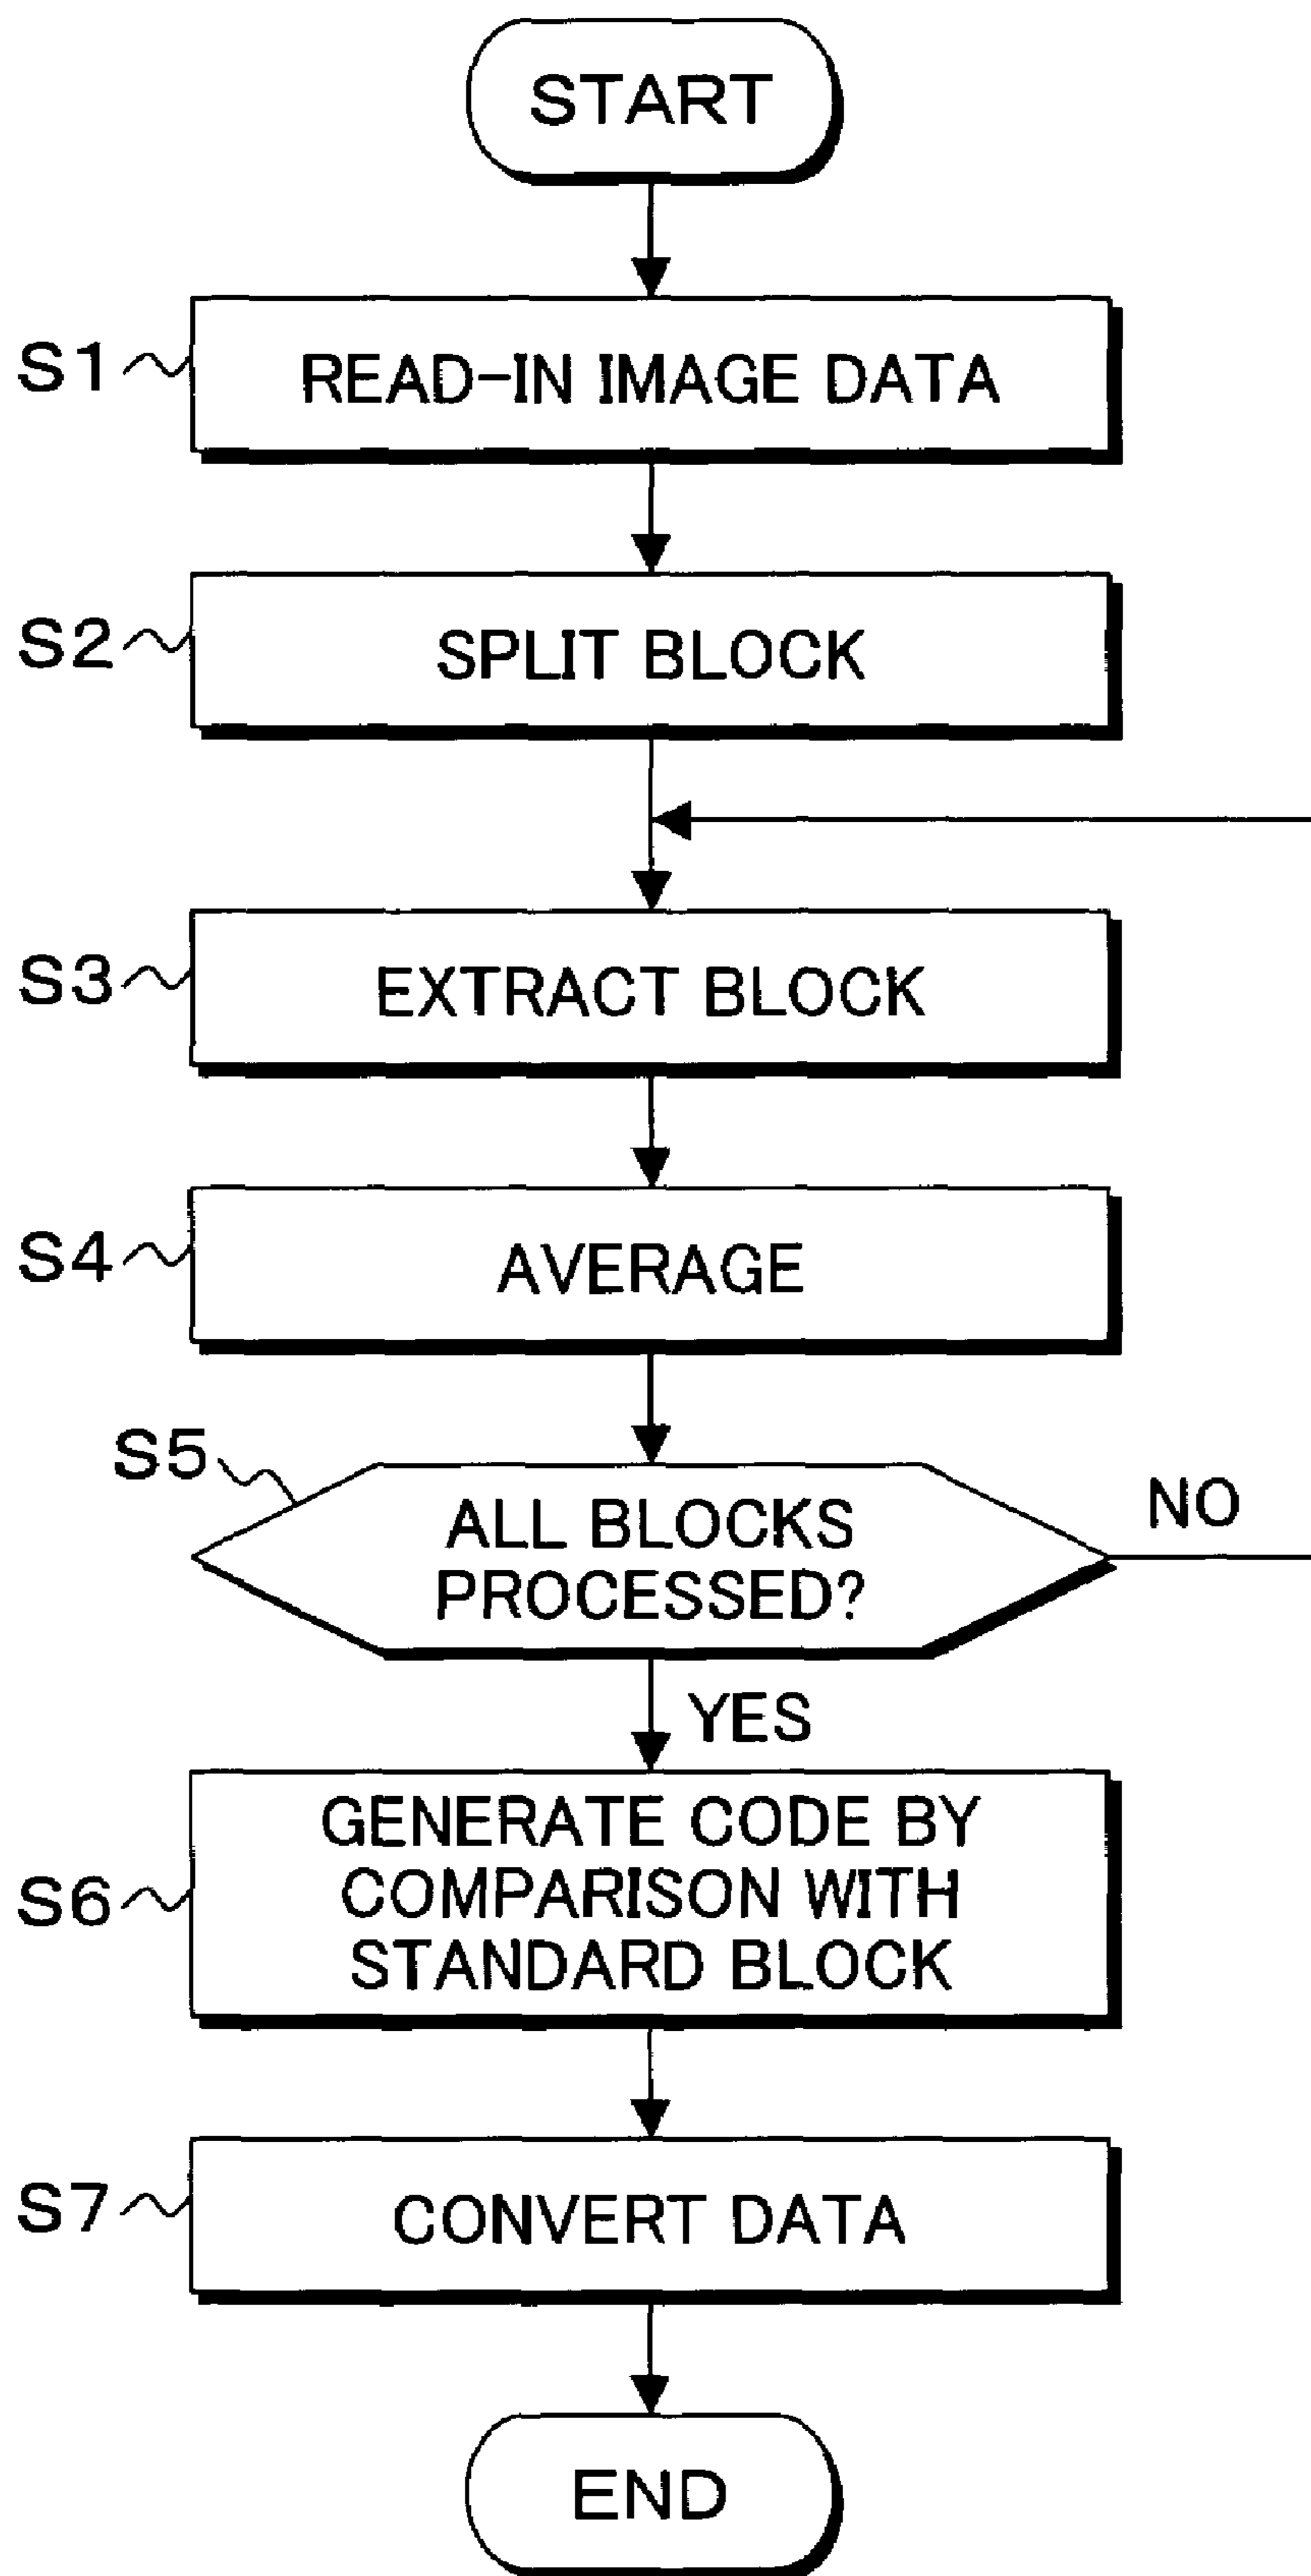 START
S1
READ-IN IMAGE DATA
S2
SPLIT BLOCK
S3
EXTRACT BLOCK
S4
AVERAGE
S5
ALL BLOCKS
PROCESSED?
NO
YES
S6
GENERATE CODE BY
COMPARISON WITH
STANDARD BLOCK
S7
CONVERT DATA
END